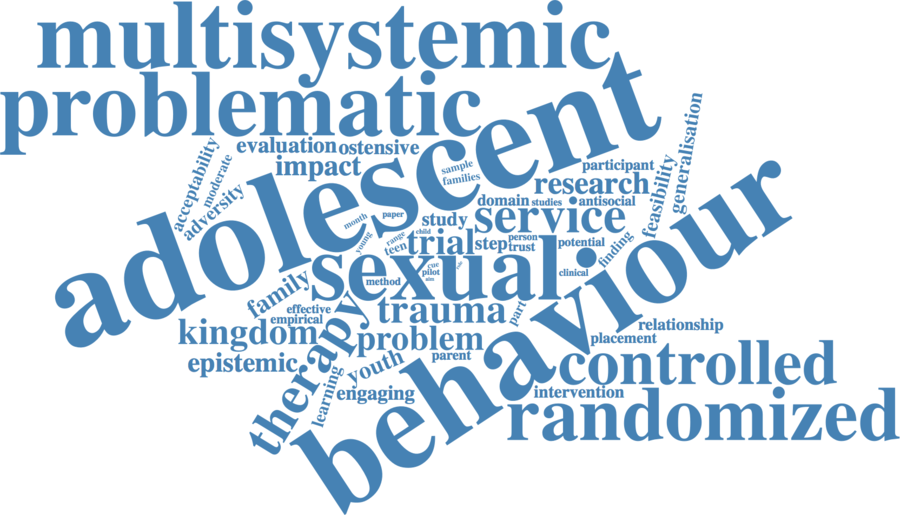 multisystemic
problematic
adolescent
evaluation
ostensive
impact
acceptability
moderate
adversity
sample
families
participant
research
feasibility
generalisation
domain
studies
antisocial
month
paper
study
service
young
range
child
teen
trial
step
person
trust
potential
finding
sexual
cue
pilot
aim
method
clinical
family
effective
empirical
trauma
part
kingdom
therapy
problem
behaviour
relationship
placement
epistemic
youth
parent
controlled
learning
engaging
intervention
randomized